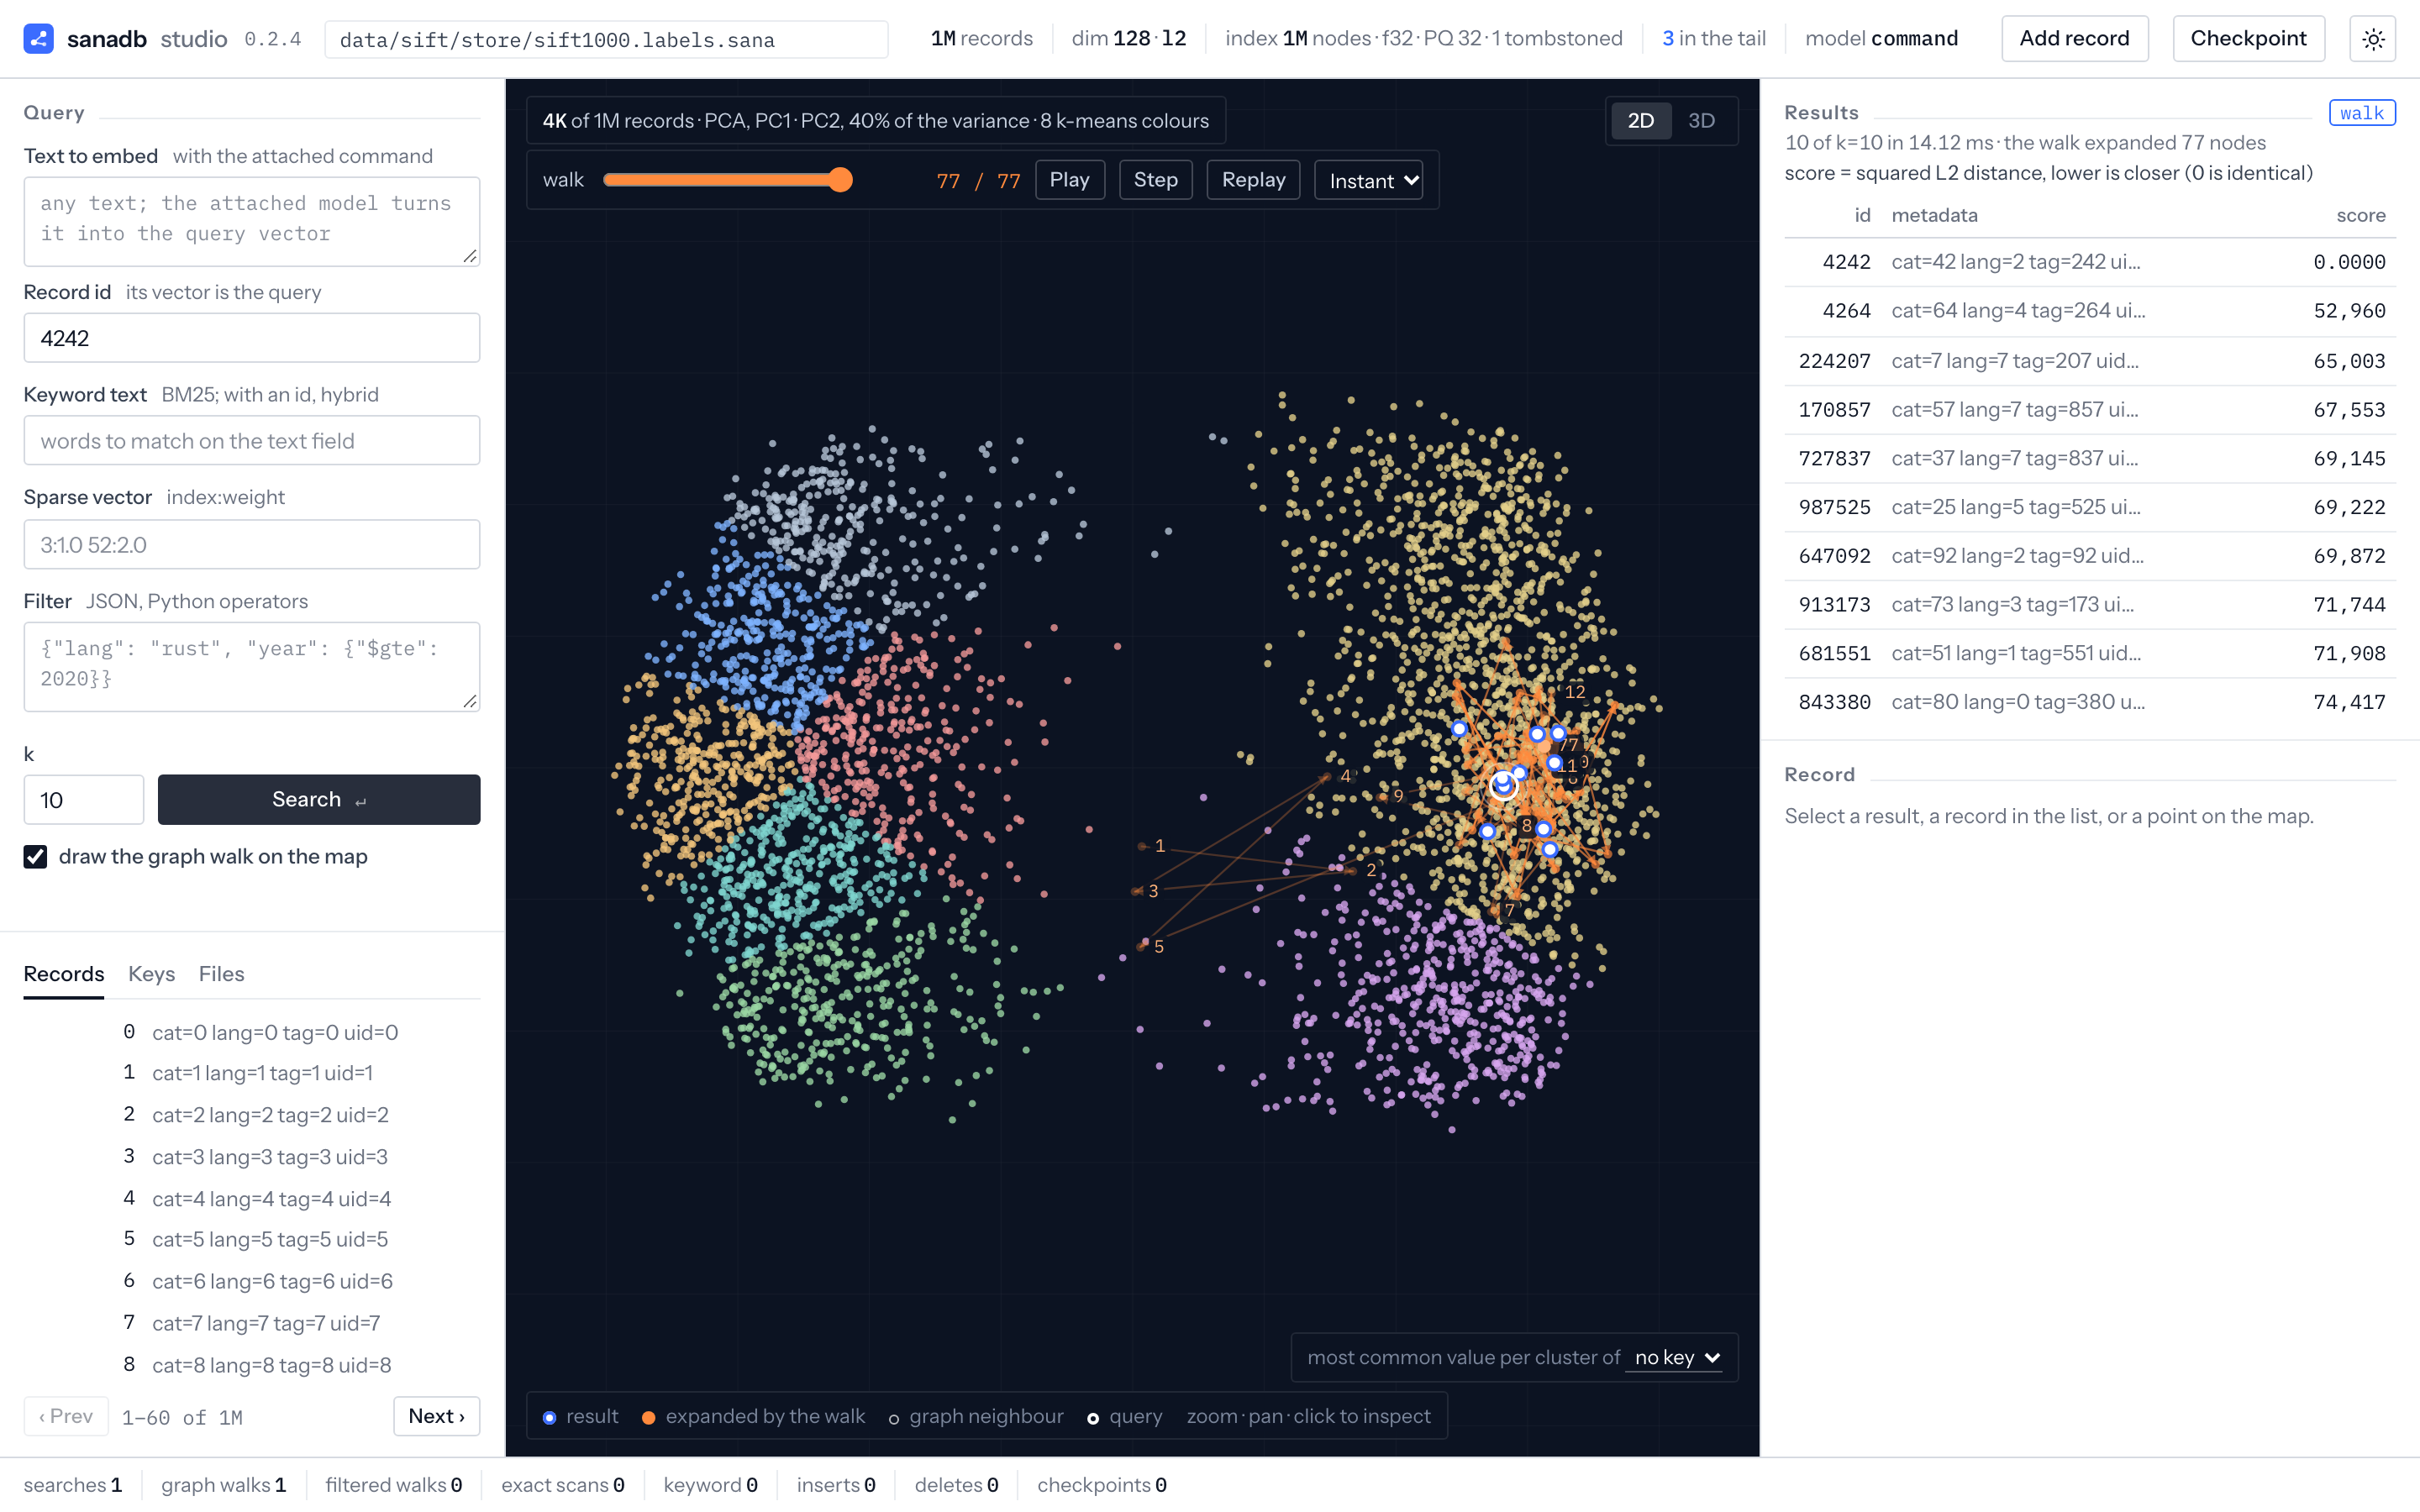 sanadb studio 0.2.4
data/sift/store/sift1000.labels.sana
1M records
dim 128·l2
index 1M nodes·f32·PQ 32·1 tombstoned
3 in the tail
model command
Add record
Checkpoint
Query
Text to embed with the attached command
any text; the attached model turns
it into the query vector
Record id its vector is the query
4242
Keyword text BM25; with an id, hybrid
words to match on the text field
Sparse vector index:weight
3:1.0 52:2.0
Filter JSON, Python operators
{"lang": "rust", "year": {"$gte":
2020}}
k
10
Search ↵
draw the graph walk on the map
Records Keys Files
0 cat=0 lang=0 tag=0 uid=0
1 cat=1 lang=1 tag=1 uid=1
2 cat=2 lang=2 tag=2 uid=2
3 cat=3 lang=3 tag=3 uid=3
4 cat=4 lang=4 tag=4 uid=4
5 cat=5 lang=5 tag=5 uid=5
6 cat=6 lang=6 tag=6 uid=6
7 cat=7 lang=7 tag=7 uid=7
8 cat=8 lang=8 tag=8 uid=8
‹ Prev 1–60 of 1M Next ›
4K of 1M records·PCA, PC1·PC2, 40% of the variance·8 k-means colours
2D 3D
walk 77 / 77 Play Step Replay Instant
12
77
11
4
9
8
1
2
3
7
5
most common value per cluster of no key
result expanded by the walk graph neighbour query zoom·pan·click to inspect
Results walk
10 of k=10 in 14.12 ms·the walk expanded 77 nodes
score = squared L2 distance, lower is closer (0 is identical)
id metadata score
4242 cat=42 lang=2 tag=242 ui... 0.0000
4264 cat=64 lang=4 tag=264 ui... 52,960
224207 cat=7 lang=7 tag=207 uid... 65,003
170857 cat=57 lang=7 tag=857 ui... 67,553
727837 cat=37 lang=7 tag=837 ui... 69,145
987525 cat=25 lang=5 tag=525 ui... 69,222
647092 cat=92 lang=2 tag=92 uid... 69,872
913173 cat=73 lang=3 tag=173 ui... 71,744
681551 cat=51 lang=1 tag=551 uid... 71,908
843380 cat=80 lang=0 tag=380 u... 74,417
Record
Select a result, a record in the list, or a point on the map.
searches 1
graph walks 1
filtered walks 0
exact scans 0
keyword 0
inserts 0
deletes 0
checkpoints 0